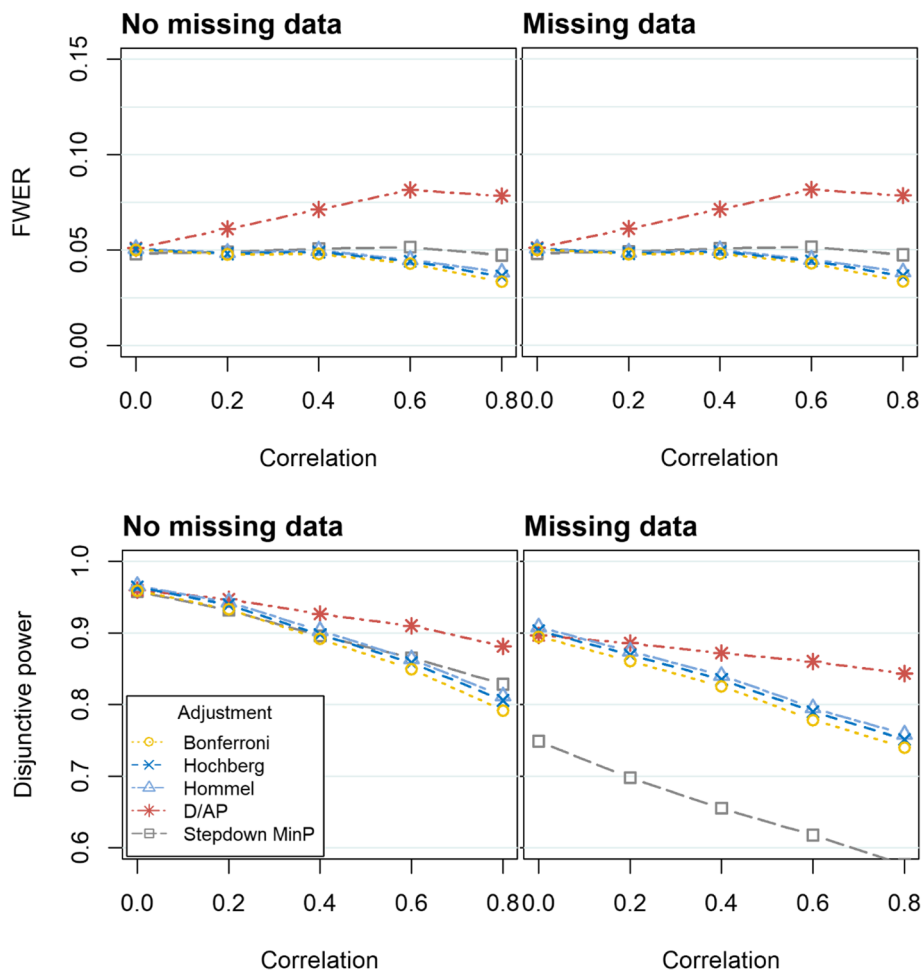 No missing data
Missing data
FWER
0.15
0.10
0.05
0.00
0.0 0.2 0.4 0.6 0.8
0.0 0.2 0.4 0.6 0.8
Correlation
Correlation
No missing data
Missing data
Disjunctive power
1.0
0.9
0.8
0.7
0.6
Adjustment
Bonferroni
Hochberg
Hommel
D/AP
Stepdown MinP
0.0 0.2 0.4 0.6 0.8
0.0 0.2 0.4 0.6 0.8
Correlation
Correlation